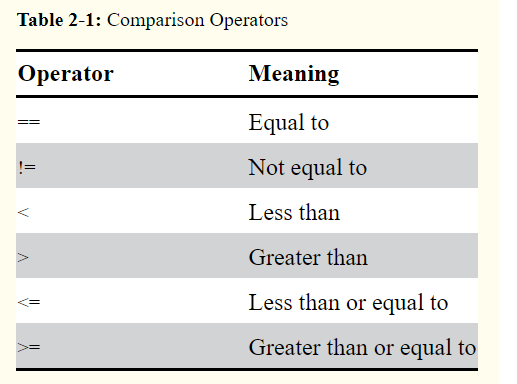 Table 2-1: Comparison Operators
Operator Meaning
== Equal to
!= Not equal to
< Less than
> Greater than
<= Less than or equal to
>= Greater than or equal to